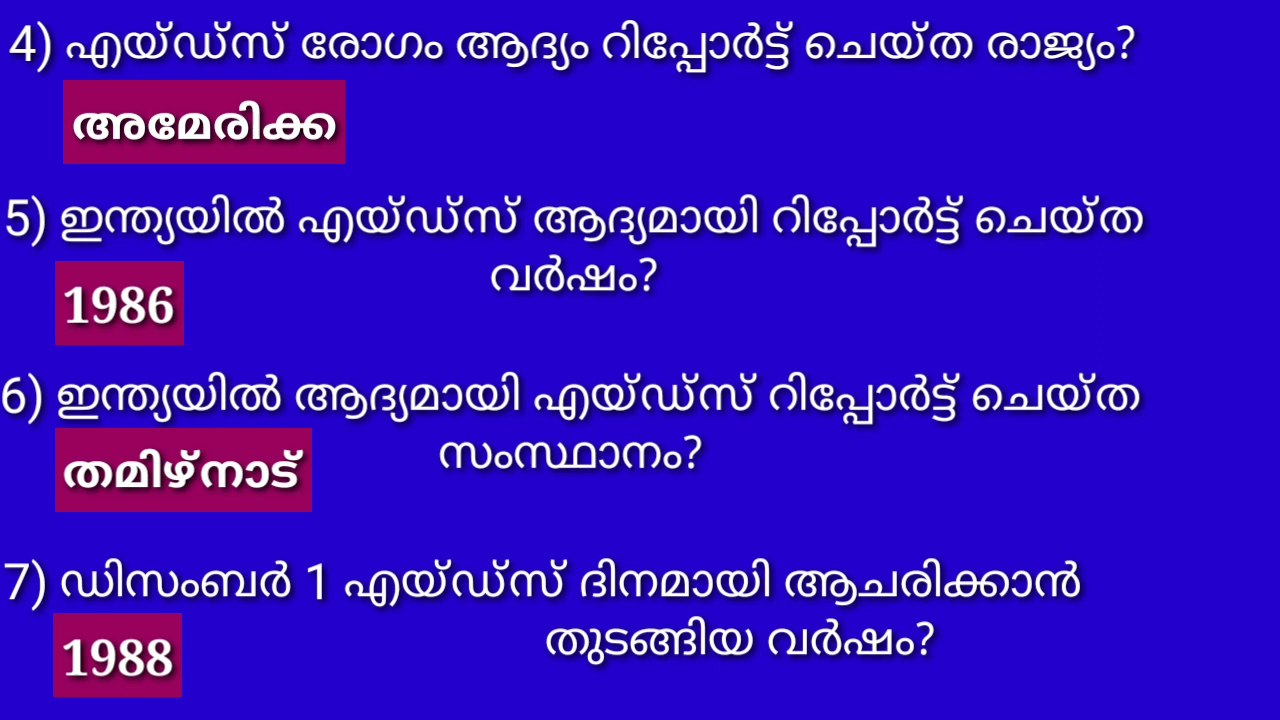 4) എയ്ഡ്സ് രോഗം ആദ്യം റിപ്പോർട്ട് ചെയ്ത രാജ്യം?
അമേരിക്ക
5) ഇന്ത്യയിൽ എയ്ഡ്സ് ആദ്യമായി റിപ്പോർട്ട് ചെയ്ത
വർഷം?
1986
6) ഇന്ത്യയിൽ ആദ്യമായി എയ്ഡ്സ് റിപ്പോർട്ട് ചെയ്ത
സംസ്ഥാനം?
തമിഴ്നാട്
7) ഡിസംബർ 1 എയ്ഡ്സ് ദിനമായി ആചരിക്കാൻ
തുടങ്ങിയ വർഷം?
1988